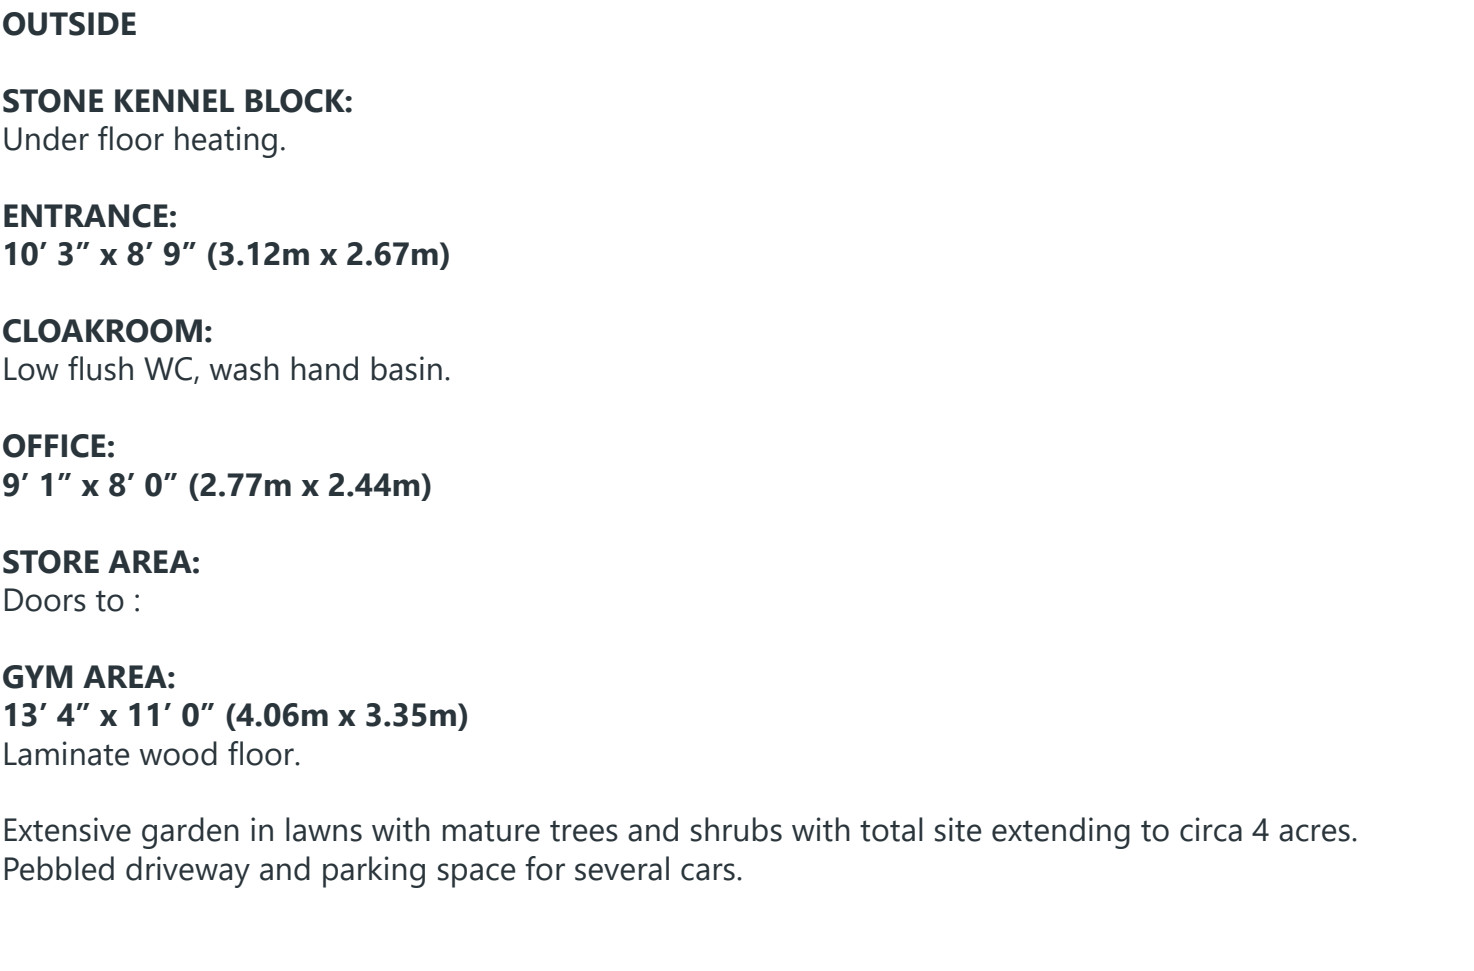 OUTSIDE
STONE KENNEL BLOCK:
Under floor heating.
ENTRANCE:
10′ 3″ x 8′ 9″ (3.12m x 2.67m)
CLOAKROOM:
Low flush WC, wash hand basin.
OFFICE:
9′ 1″ x 8′ 0″ (2.77m x 2.44m)
STORE AREA:
Doors to :
GYM AREA:
13′ 4″ x 11′ 0″ (4.06m x 3.35m)
Laminate wood floor.
Extensive garden in lawns with mature trees and shrubs with total site extending to circa 4 acres.
Pebbled driveway and parking space for several cars.